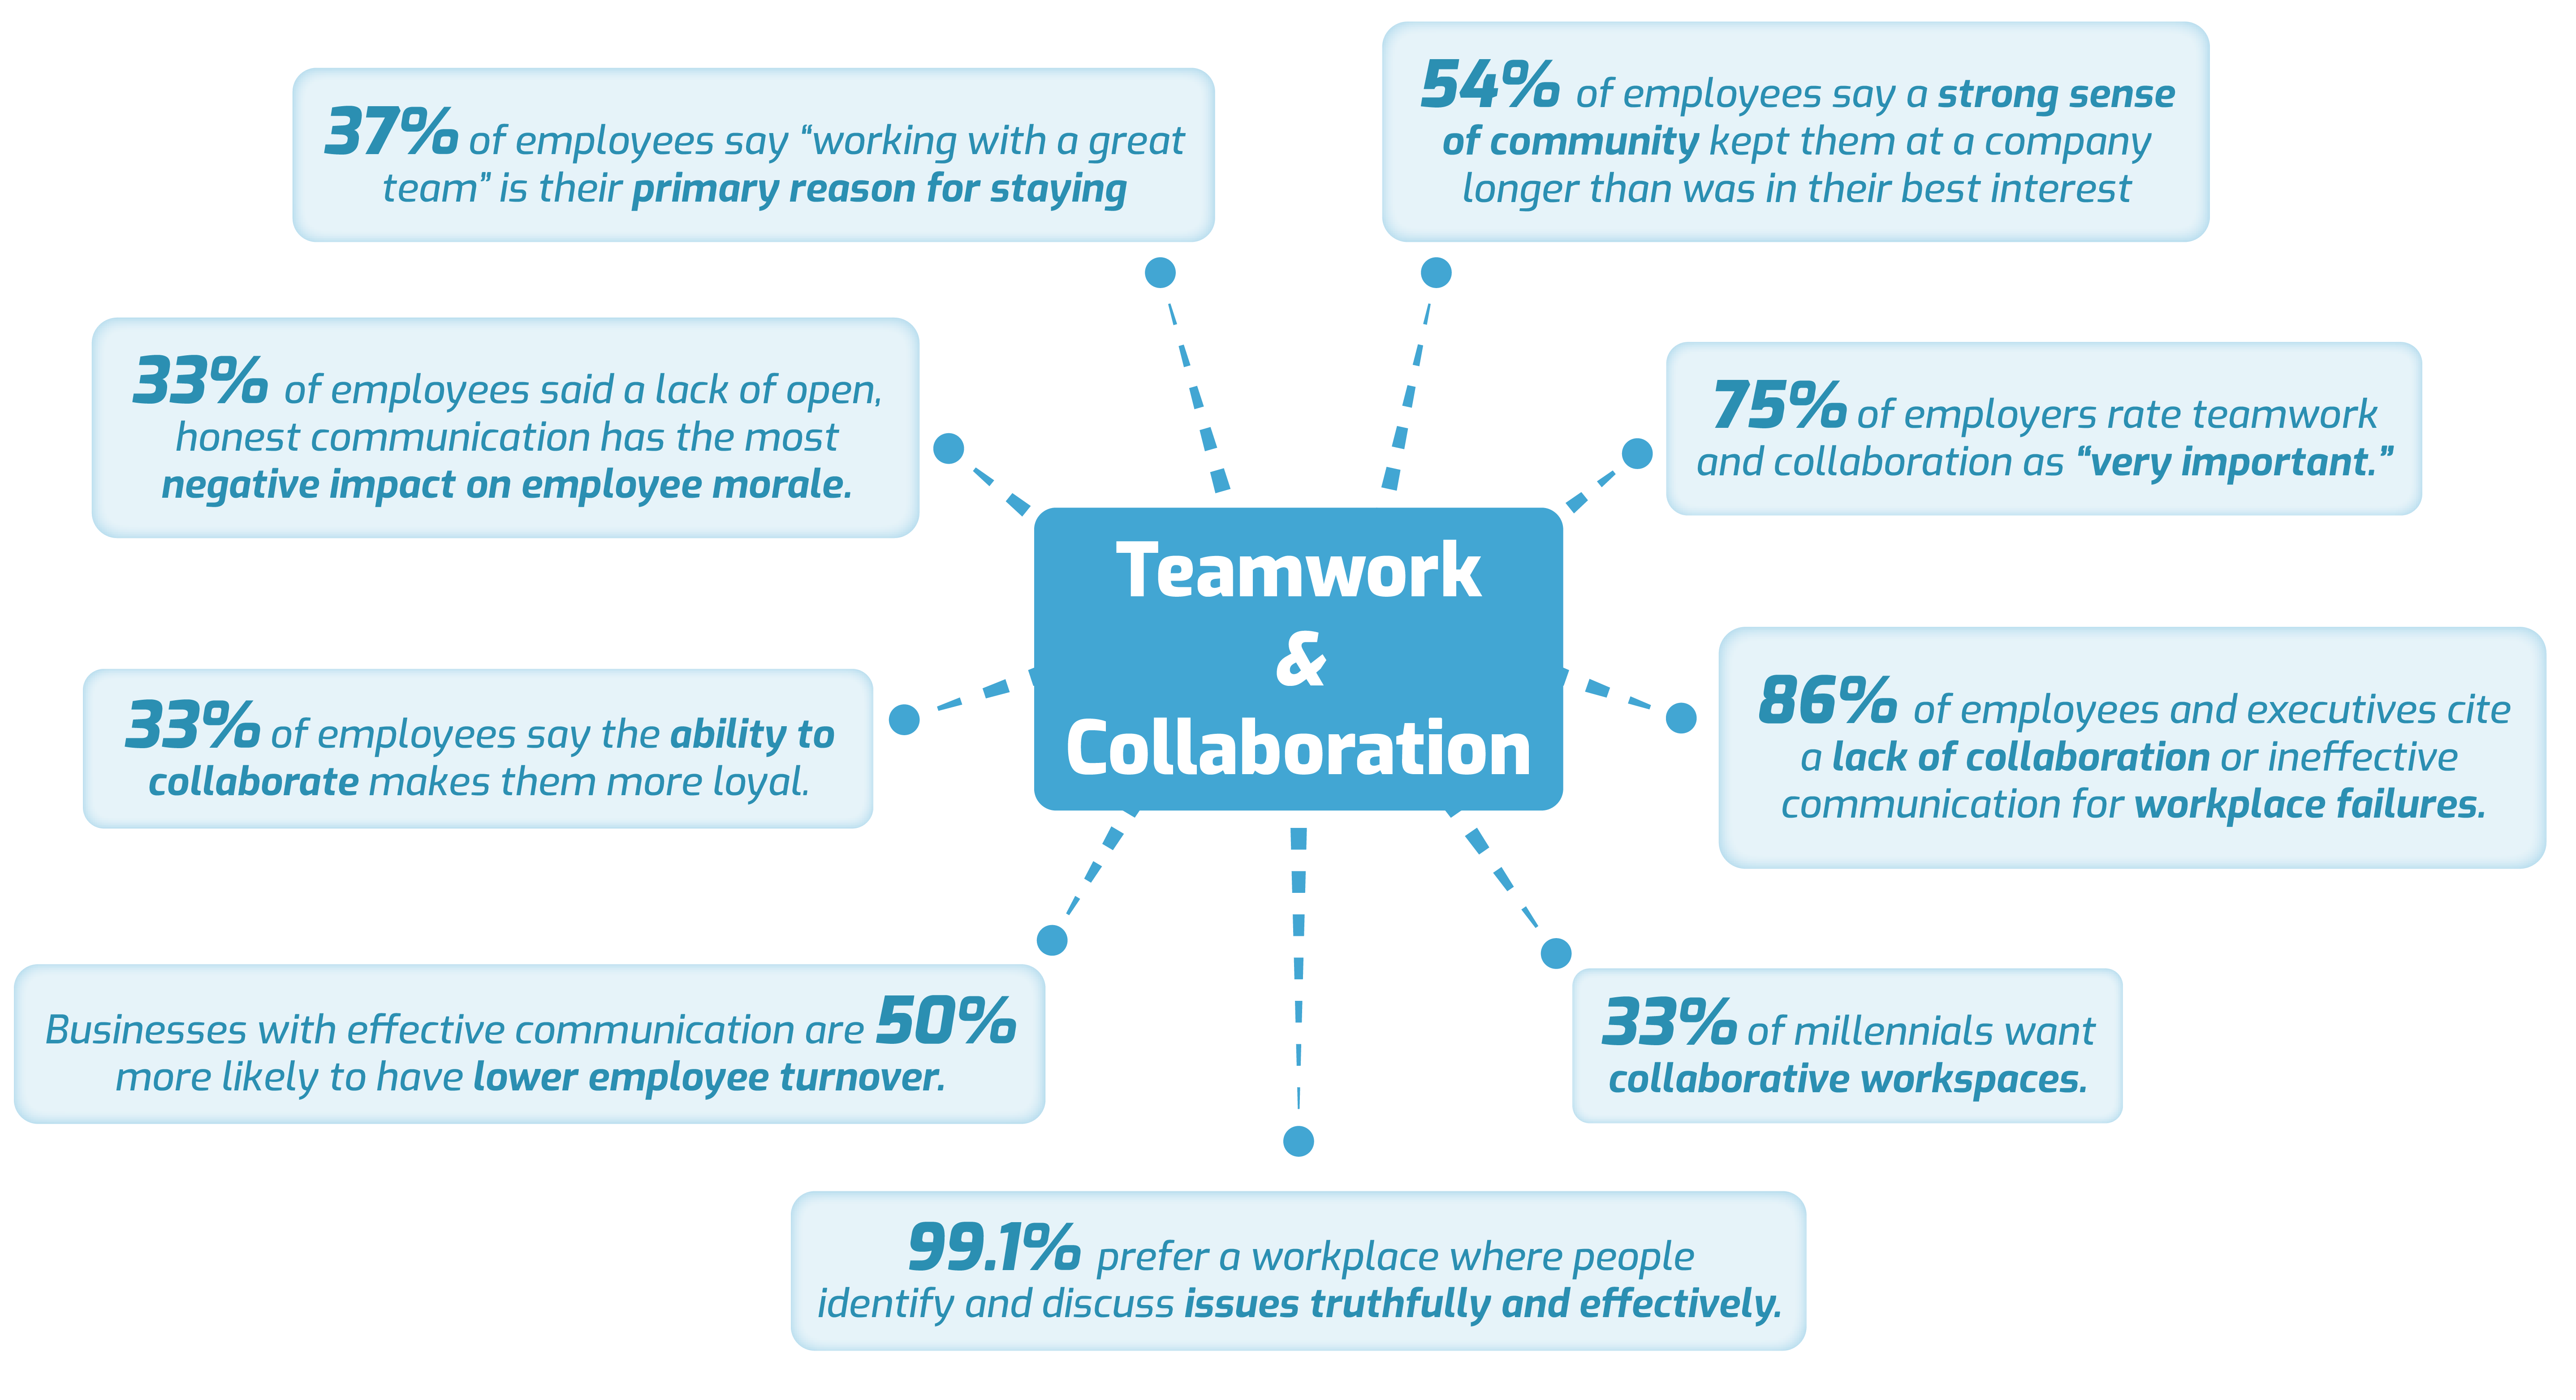 37% of employees say “working with a great
team” is their primary reason for staying
54% of employees say a strong sense
of community kept them at a company
longer than was in their best interest
33% of employees said a lack of open,
honest communication has the most
negative impact on employee morale.
75% of employers rate teamwork
and collaboration as “very important.”
Teamwork
&
Collaboration
33% of employees say the ability to
collaborate makes them more loyal.
86% of employees and executives cite
a lack of collaboration or ineffective
communication for workplace failures.
Businesses with effective communication are 50%
more likely to have lower employee turnover.
33% of millennials want
collaborative workspaces.
99.1% prefer a workplace where people
identify and discuss issues truthfully and effectively.